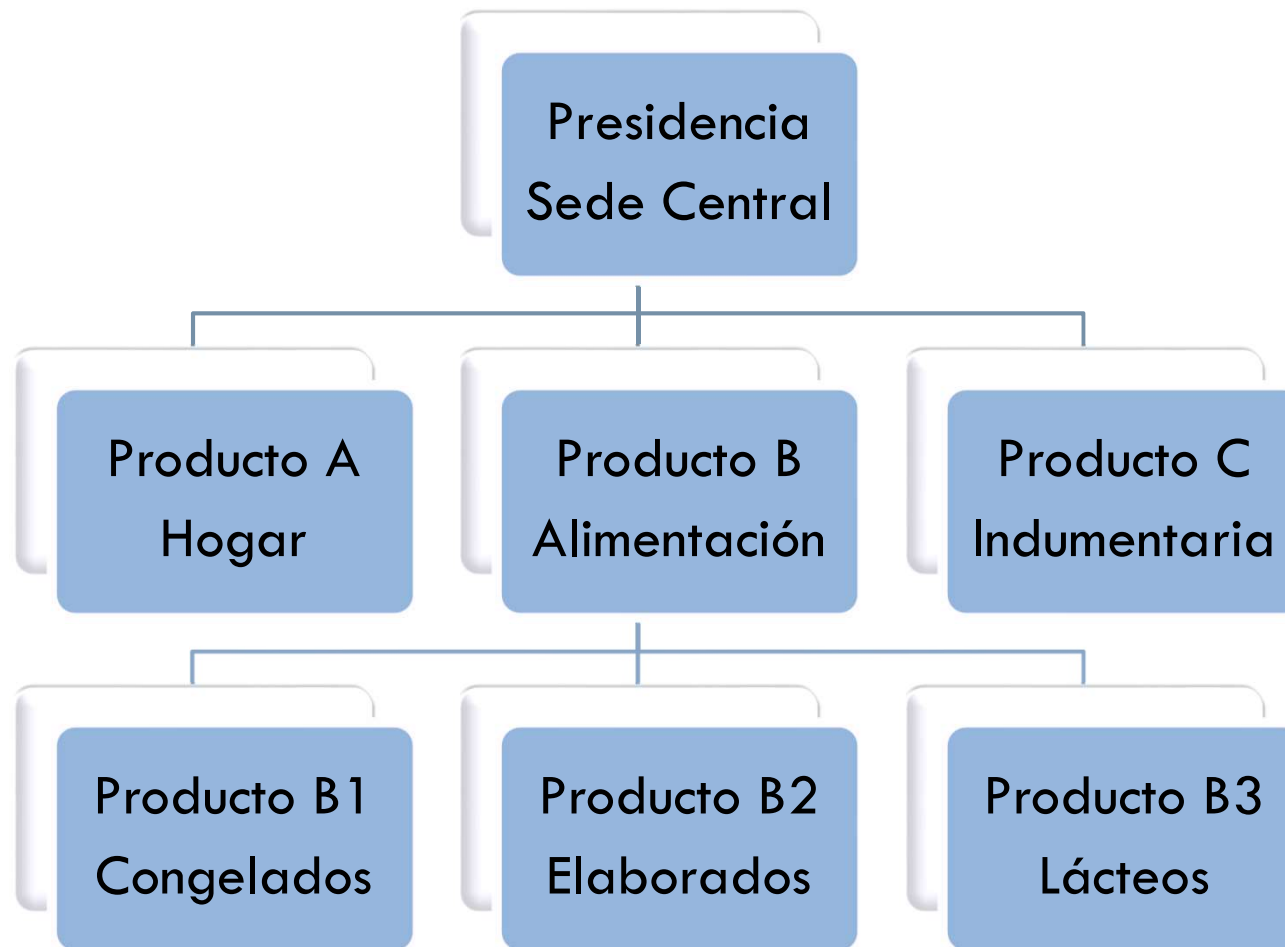 Presidencia
Sede Central
Producto A
Hogar
Producto B
Alimentación
Producto C
Indumentaria
Producto B1
Congelados
Producto B2
Elaborados
Producto B3
Lácteos